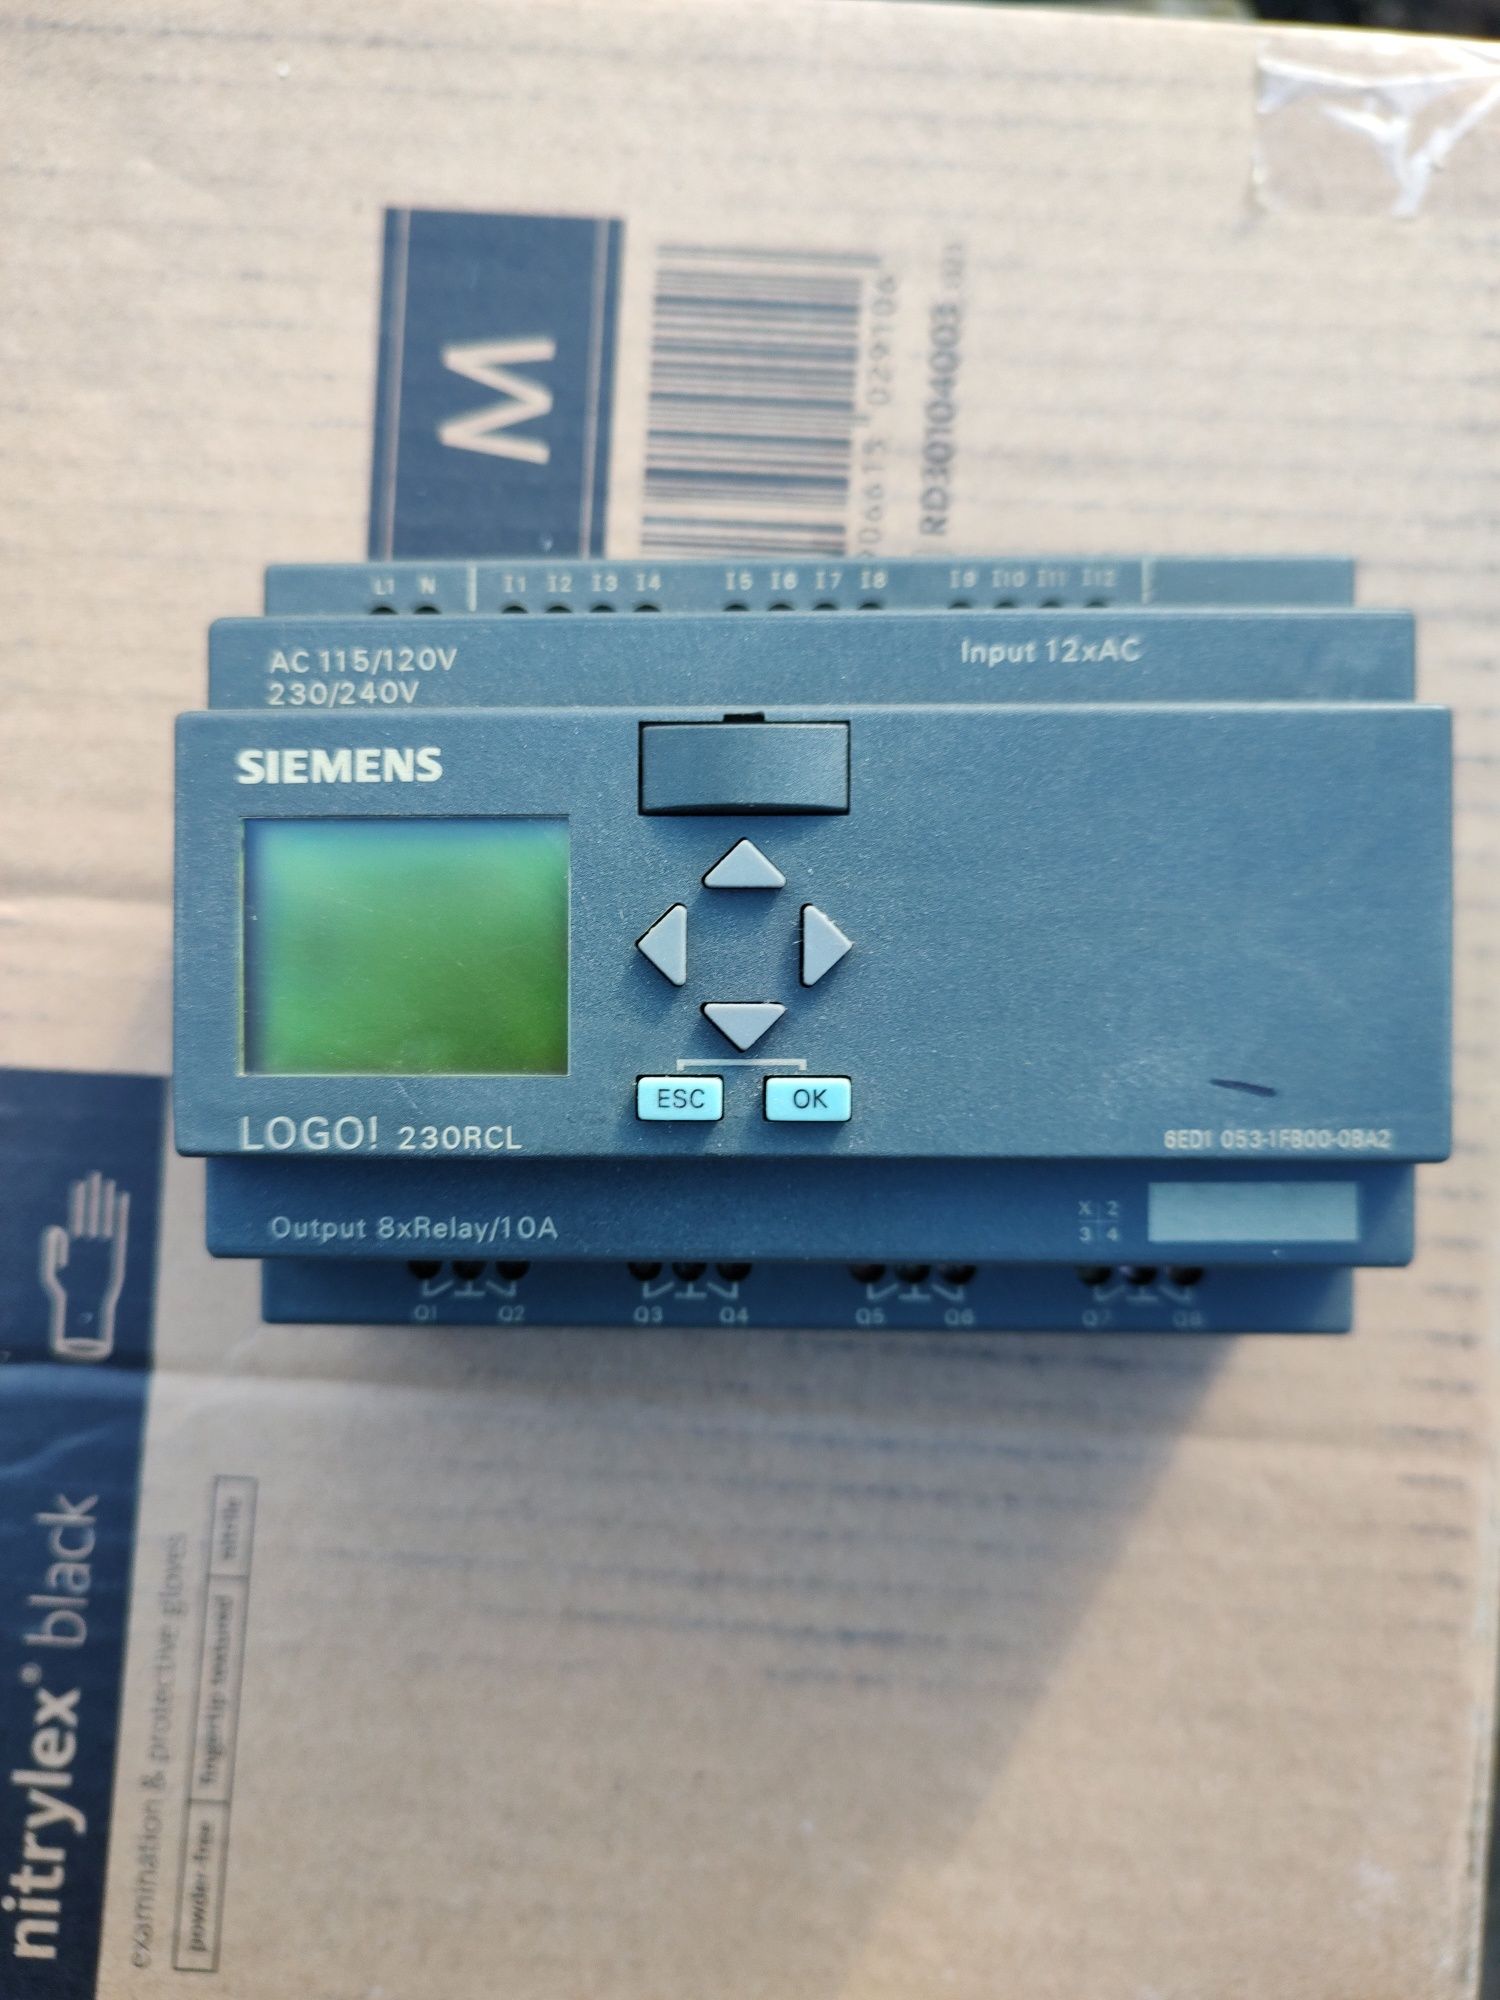 M
906615 029106
RD30104003
L1 N I1 I2 I3 I4 I5 I6 I7 I8 I9 I10 I11 I12
AC 115/120V
230/240V
Input 12xAC
SIEMENS
ESC OK
LOGO! 230RCL
6ED1 053-1FB00-0BA2
Output 8xRelay/10A
X 2
3 4
Q1 Q2 Q3 Q4 Q5 Q6 Q7 Q8
nitrylex® black
examination & protective gloves
powder-free fingertip textured nitrile